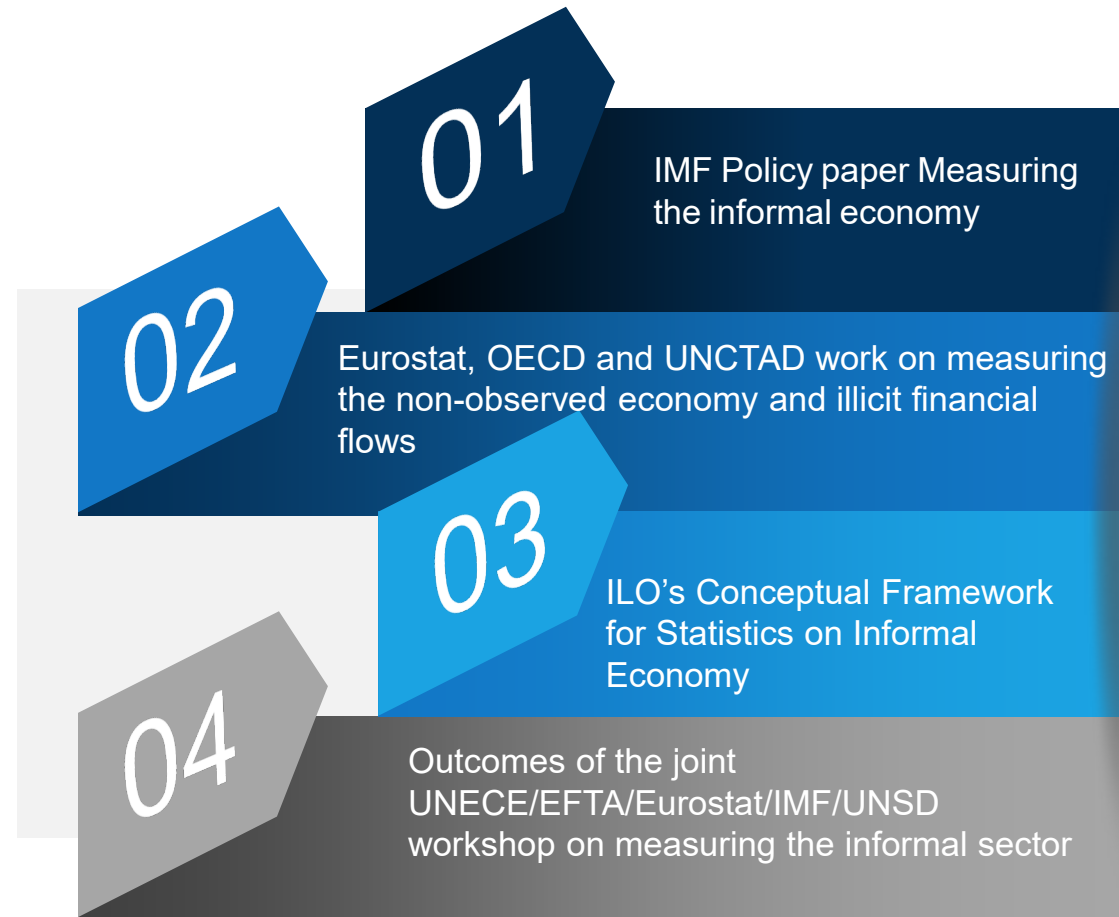 01
IMF Policy paper Measuring
the informal economy
02
Eurostat, OECD and UNCTAD work on measuring
the non-observed economy and illicit financial
flows
03
ILO’s Conceptual Framework
for Statistics on Informal
Economy
04
Outcomes of the joint
UNECE/EFTA/Eurostat/IMF/UNSD
workshop on measuring the informal sector